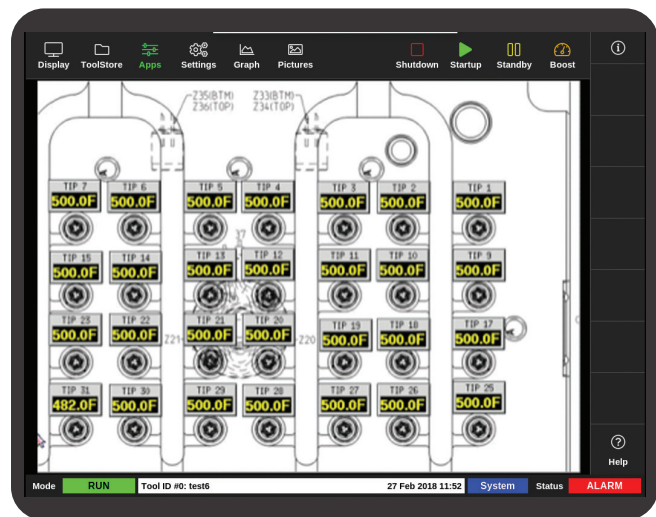 Display ToolStore Apps Settings Graph Pictures Shutdown Startup Standby Boost
Z35(BTM) Z33(BTM)
Z36(TOP) Z34(TOP)
TIP 7 TIP 6 TIP 5 TIP 4 TIP 3 TIP 2 TIP 1
500.0F 500.0F 500.0F 500.0F 500.0F 500.0F 500.0F
37
TIP 15 TIP 14 TIP 13 TIP 12 TIP 11 TIP 10 TIP 9
500.0F 500.0F 500.0F 500.0F 500.0F 500.0F 500.0F
TIP 23 TIP 22 TIP 21 TIP 20 TIP 19 TIP 18 TIP 17
500.0F 500.0F 500.0F 500.0F 500.0F 500.0F 500.0F
Z21 Z20
TIP 31 TIP 30 TIP 29 TIP 28 TIP 27 TIP 26 TIP 25
482.0F 500.0F 500.0F 500.0F 500.0F 500.0F 500.0F
Help
Mode RUN Tool ID #0: test6 27 Feb 2018 11:52 System Status ALARM